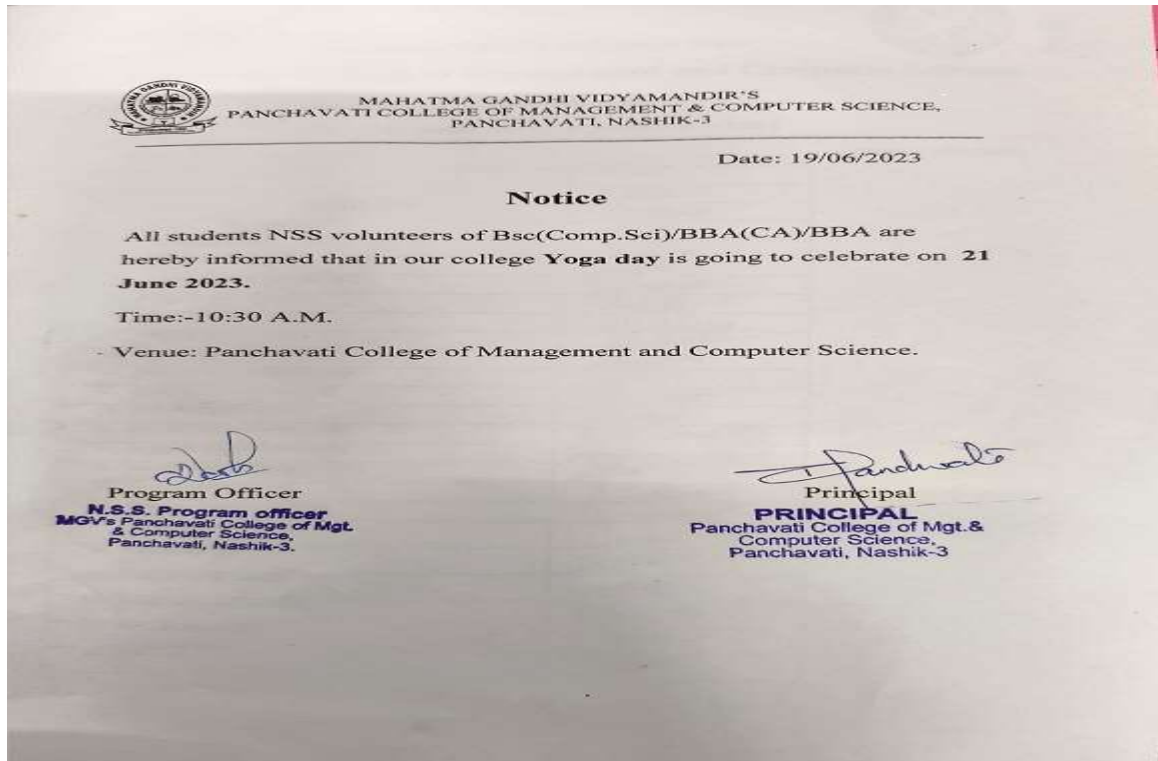 MAHATMA GANDHI VIDYAMANDIR'S
PANCHAVATI COLLEGE OF MANAGEMENT & COMPUTER SCIENCE,
PANCHAVATI, NASHIK-3
Date: 19/06/2023
Notice
All students NSS volunteers of Bsc(Comp.Sci)/BBA(CA)/BBA are
hereby informed that in our college Yoga day is going to celebrate on 21
June 2023.
Time:-10:30 A.M.
Venue: Panchavati College of Management and Computer Science.
Program Officer
N.S.S. Program officer
MGV's Panchavati College of Mgt.
& Computer Science,
Panchavati, Nashik-3.
Principal
PRINCIPAL
Panchavati College of Mgt.&
Computer Science,
Panchavati, Nashik-3